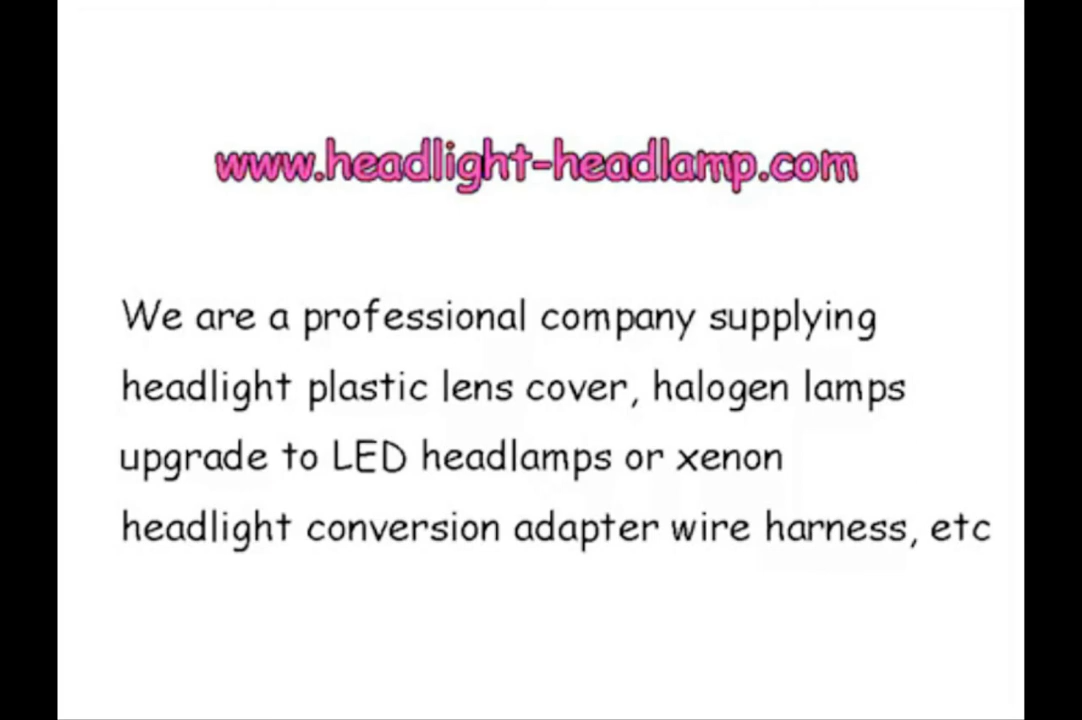 www.headlight-headlamp.com
We are a professional company supplying
headlight plastic lens cover, halogen lamps
upgrade to LED headlamps or xenon
headlight conversion adapter wire harness, etc